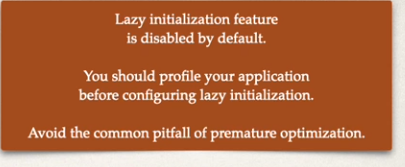 Lazy initialization feature
is disabled by default.
You should profile your application
before configuring lazy initialization.
Avoid the common pitfall of premature optimization.